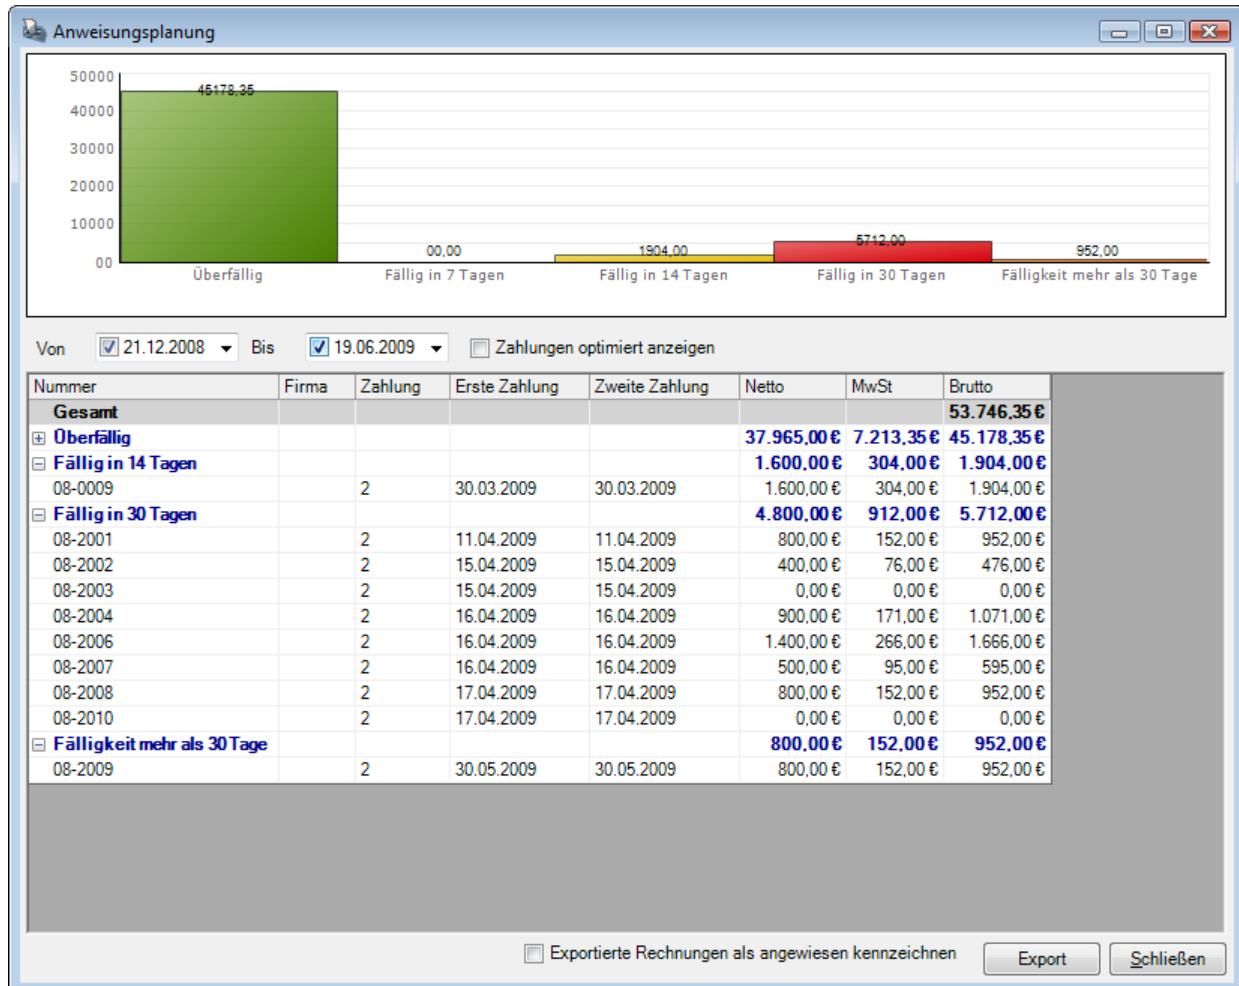 Anweisungsplanung
50000
40000
30000
20000
10000
00
45178,35
00,00
1904,00
5712,00
952,00
Überfällig Fällig in 7 Tagen Fällig in 14 Tagen Fällig in 30 Tagen Fälligkeit mehr als 30 Tage
Von 21.12.2008 Bis 19.06.2009 Zahlungen optimiert anzeigen
Nummer Firma Zahlung Erste Zahlung Zweite Zahlung Netto MwSt Brutto
Gesamt 53.746,35 €
Überfällig 37.965,00 € 7.213,35 € 45.178,35 €
Fällig in 14 Tagen 1.600,00 € 304,00 € 1.904,00 €
08-0009 2 30.03.2009 30.03.2009 1.600,00 € 304,00 € 1.904,00 €
Fällig in 30 Tagen 4.800,00 € 912,00 € 5.712,00 €
08-2001 2 11.04.2009 11.04.2009 800,00 € 152,00 € 952,00 €
08-2002 2 15.04.2009 15.04.2009 400,00 € 76,00 € 476,00 €
08-2003 2 15.04.2009 15.04.2009 0,00 € 0,00 € 0,00 €
08-2004 2 16.04.2009 16.04.2009 900,00 € 171,00 € 1.071,00 €
08-2006 2 16.04.2009 16.04.2009 1.400,00 € 266,00 € 1.666,00 €
08-2007 2 16.04.2009 16.04.2009 500,00 € 95,00 € 595,00 €
08-2008 2 17.04.2009 17.04.2009 800,00 € 152,00 € 952,00 €
08-2010 2 17.04.2009 17.04.2009 0,00 € 0,00 € 0,00 €
Fälligkeit mehr als 30 Tage 800,00 € 152,00 € 952,00 €
08-2009 2 30.05.2009 30.05.2009 800,00 € 152,00 € 952,00 €
Exportierte Rechnungen als angewiesen kennzeichnen Export Schließen